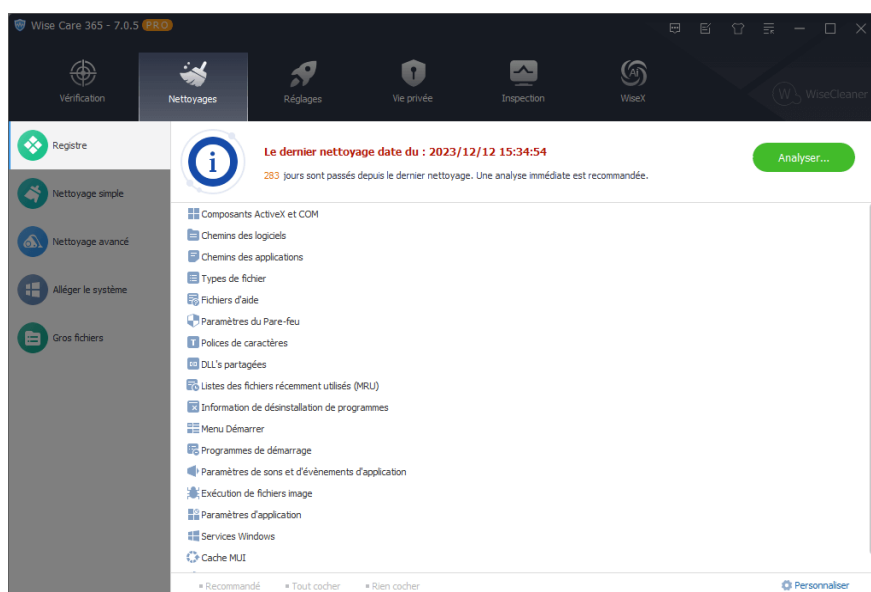 Wise Care 365 - 7.0.5 PRO
Vérification
Nettoyages
Réglages
Vie privée
Inspection
AI
WiseX
W WiseCleaner
Registre
Nettoyage simple
Nettoyage avancé
Alléger le système
Gros fichiers
Le dernier nettoyage date du : 2023/12/12 15:34:54
283 jours sont passés depuis le dernier nettoyage. Une analyse immédiate est recommandée.
Analyser...
Composants ActiveX et COM
Chemins des logiciels
Chemins des applications
Types de fichier
Fichiers d'aide
Paramètres du Pare-feu
Polices de caractères
DLL's partagées
Listes des fichiers récemment utilisés (MRU)
Information de désinstallation de programmes
Menu Démarrer
Programmes de démarrage
Paramètres de sons et d'évènements d'application
Exécution de fichiers image
Paramètres d'application
Services Windows
Cache MUI
Recommandé Tout cocher Rien cocher
Personnaliser